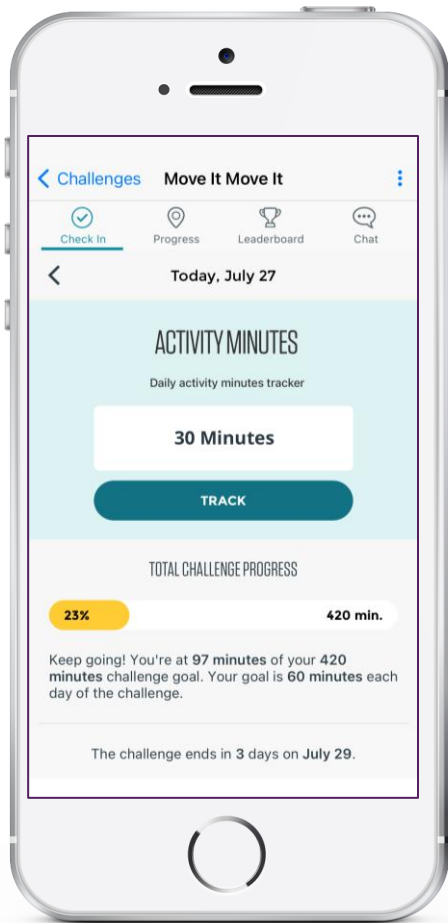 Challenges Move It Move It
Check In Progress Leaderboard Chat
Today, July 27
ACTIVITY MINUTES
Daily activity minutes tracker
30 Minutes
TRACK
TOTAL CHALLENGE PROGRESS
23% 420 min.
Keep going! You're at 97 minutes of your 420
minutes challenge goal. Your goal is 60 minutes each
day of the challenge.
The challenge ends in 3 days on July 29.